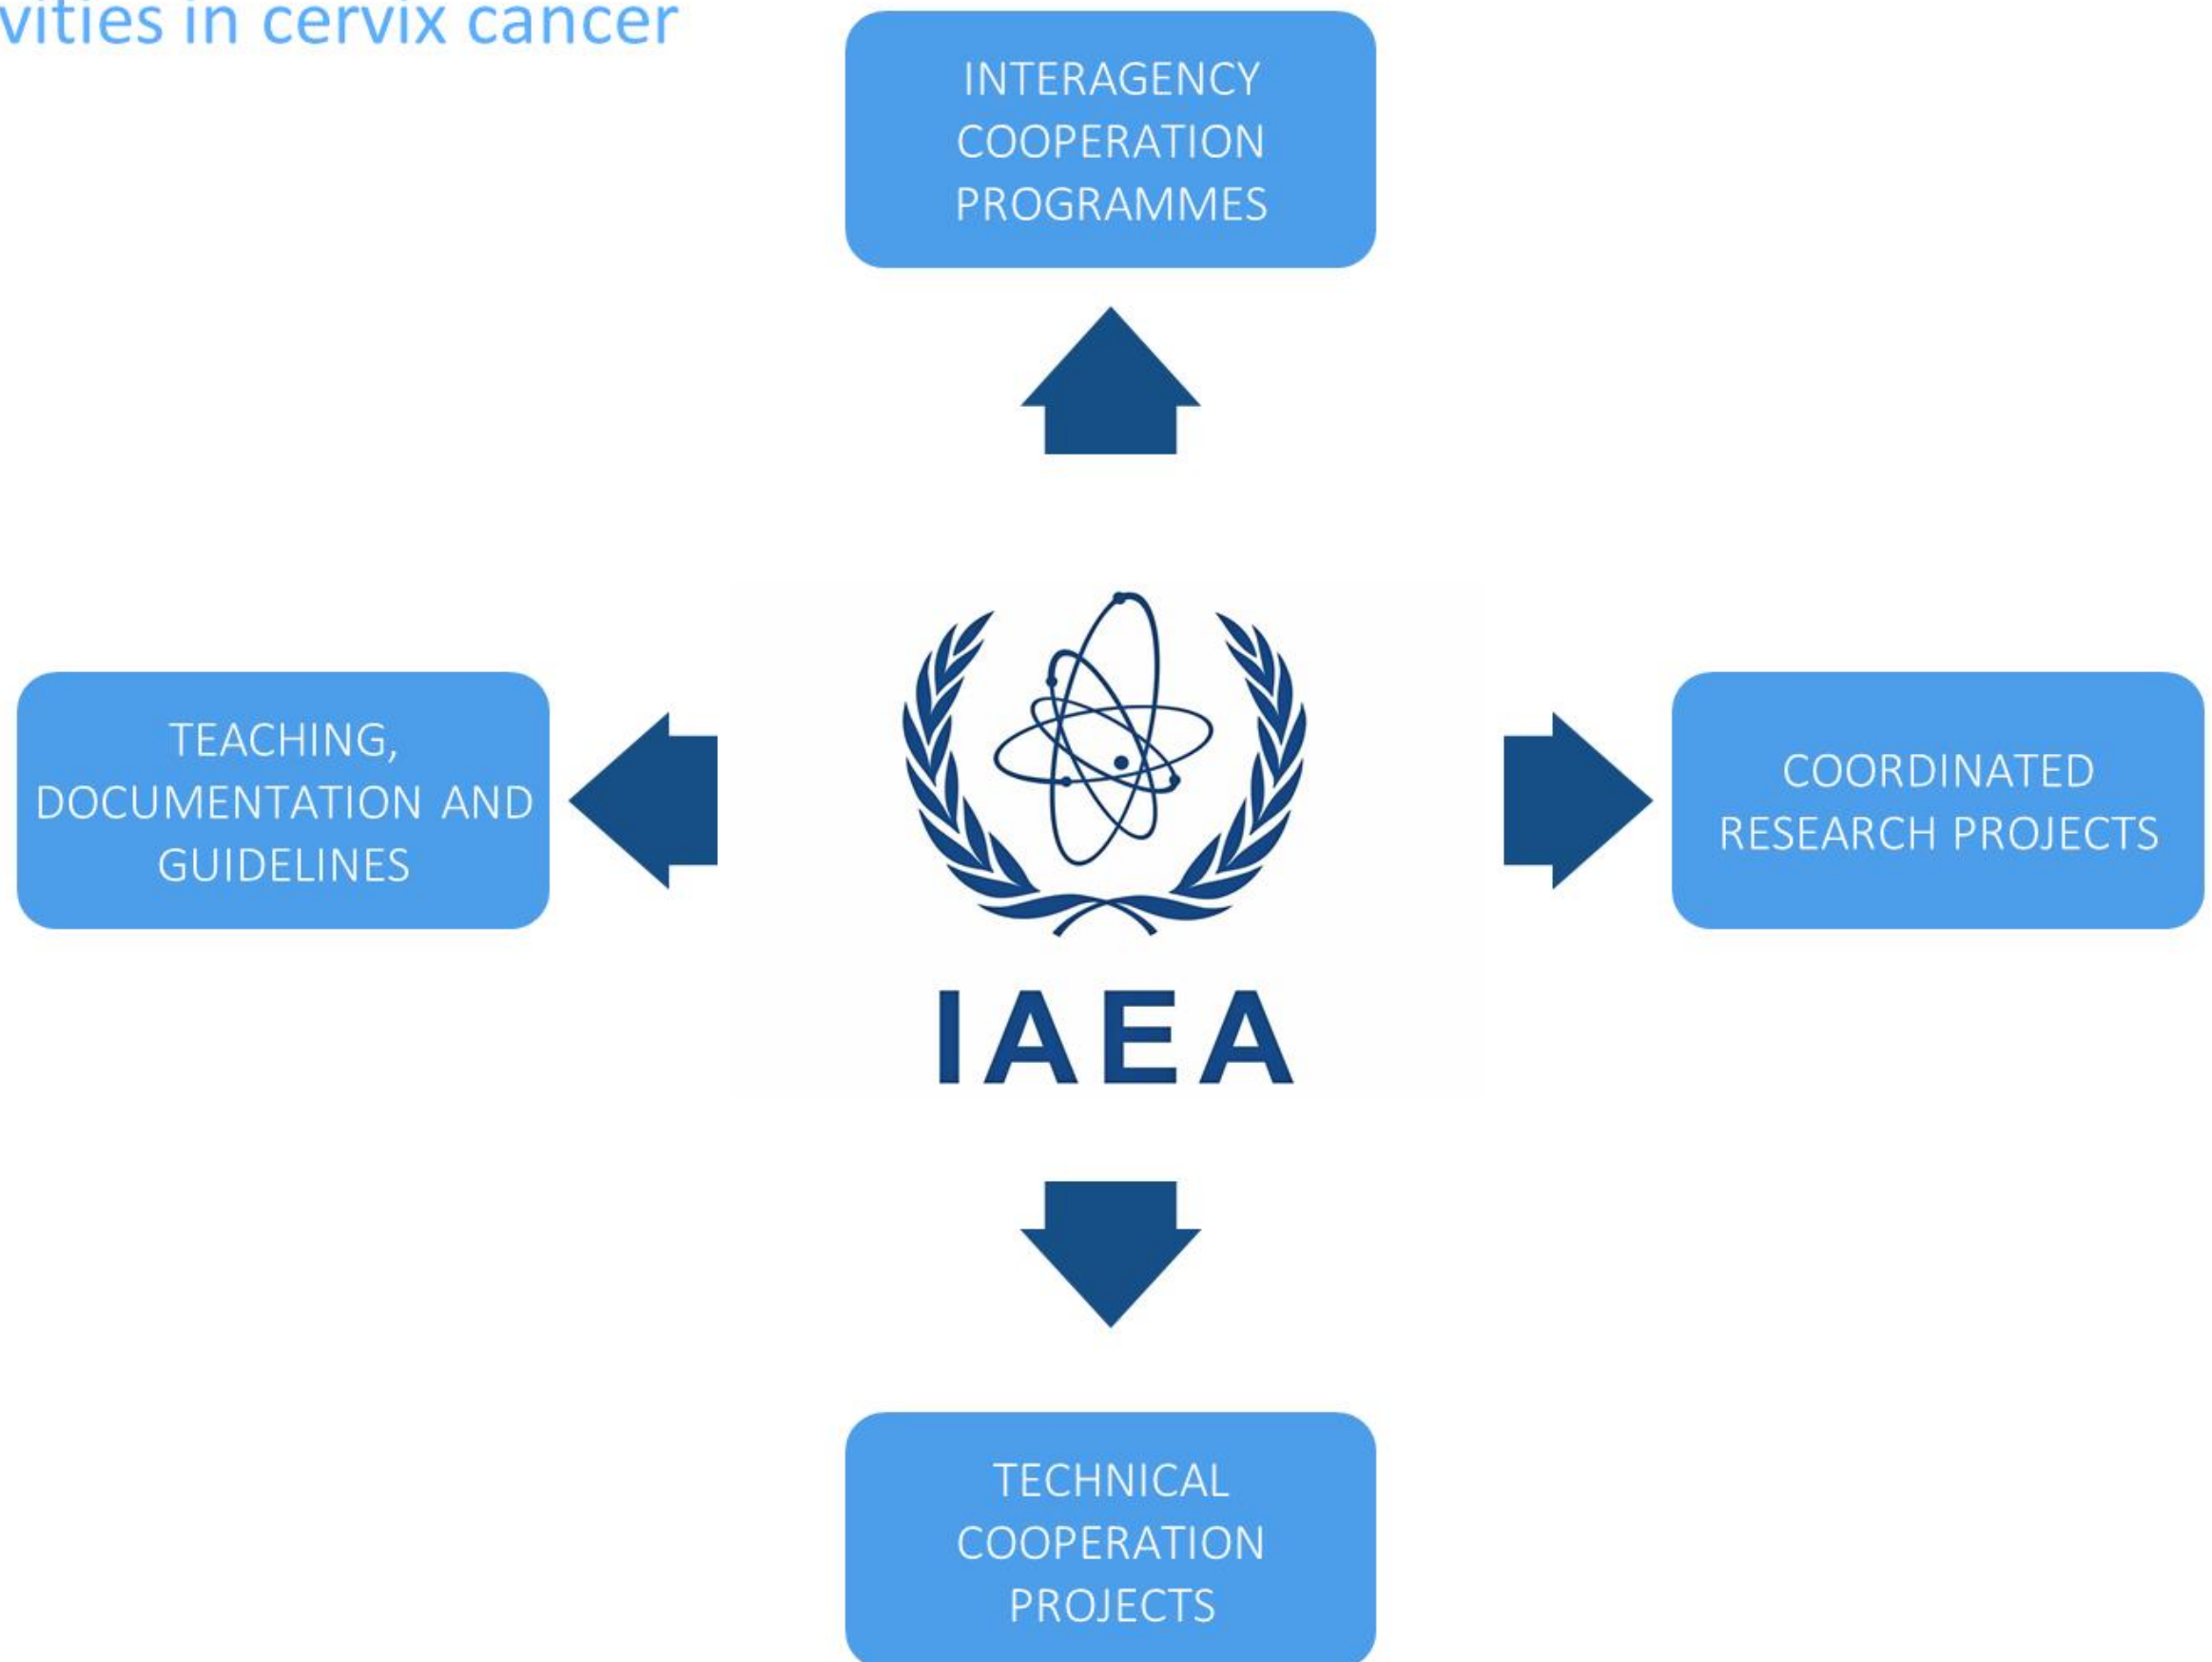 vities in cervix cancer
INTERAGENCY
COOPERATION
PROGRAMMES
TEACHING,
DOCUMENTATION AND
GUIDELINES
COORDINATED
RESEARCH PROJECTS
IAEA
TECHNICAL
COOPERATION
PROJECTS